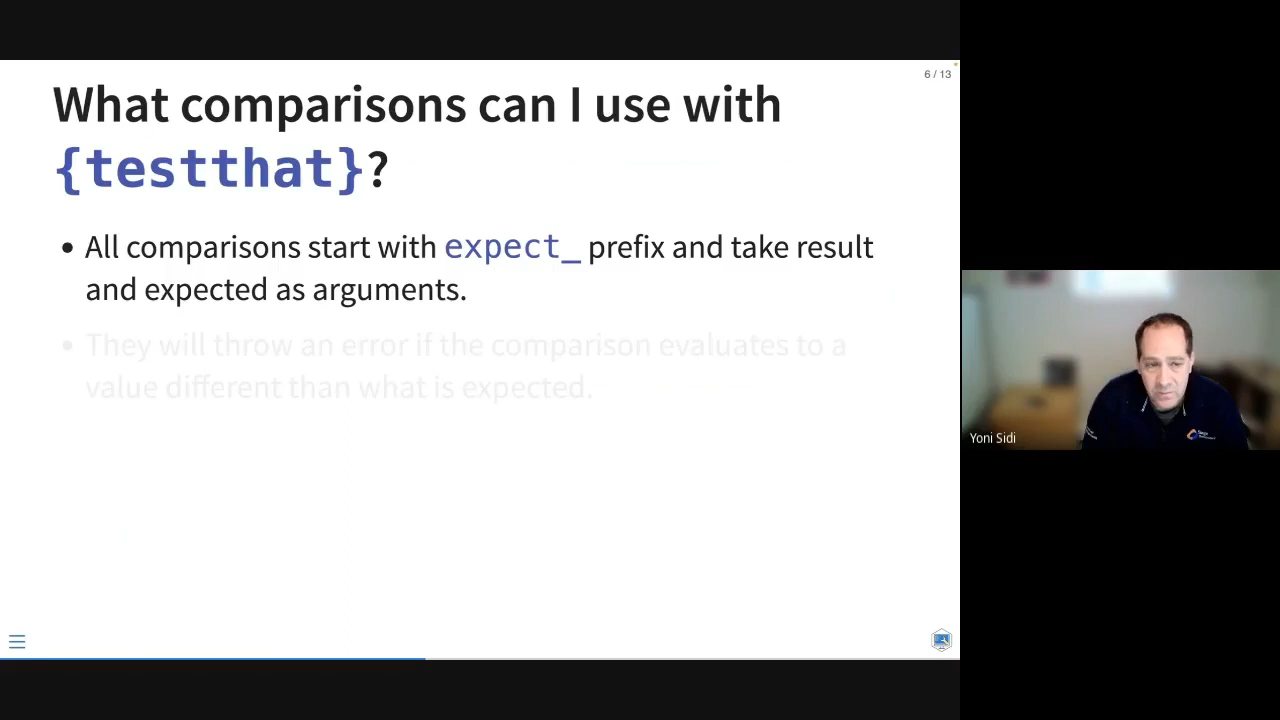 6 / 13
What comparisons can I use with
{testthat}?
• All comparisons start with expect_ prefix and take result
and expected as arguments.
• They will throw an error if the comparison evaluates to a
value different than what is expected.
Yoni Sidi